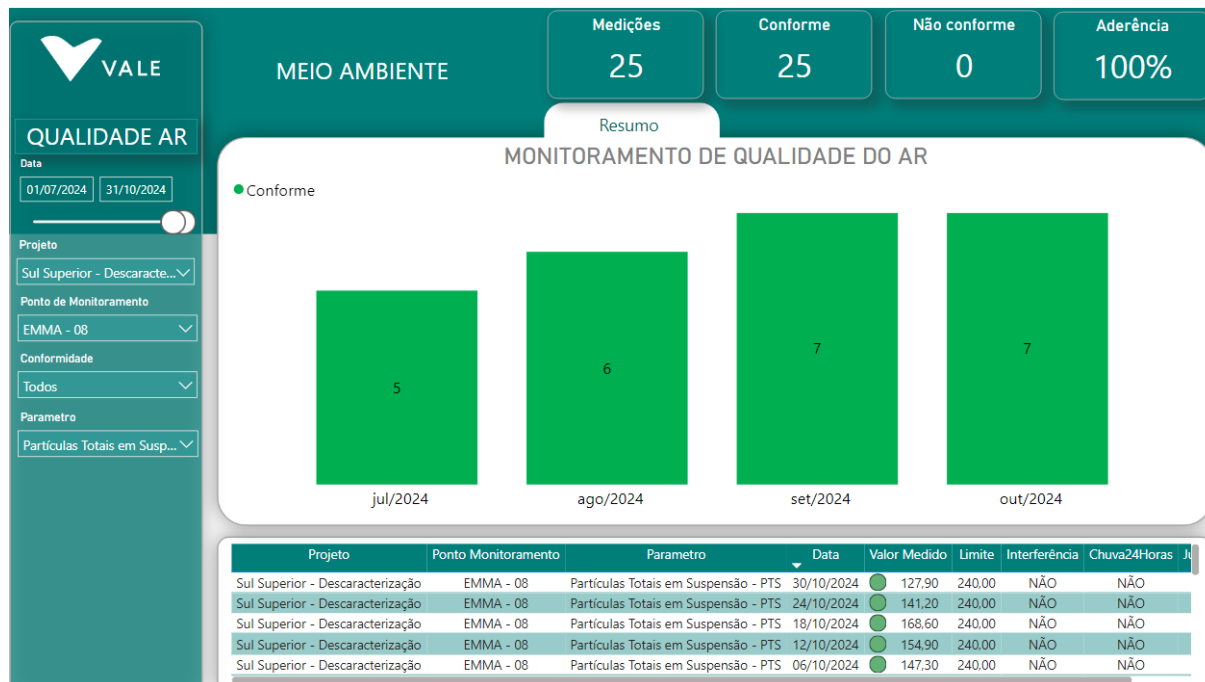 VALE
MEIO AMBIENTE
Medições
25
Conforme
25
Não conforme
0
Aderência
100%
QUALIDADE AR
Data
01/07/2024 31/10/2024
Projeto
Sul Superior - Descaracte...
Ponto de Monitoramento
EMMA - 08
Conformidade
Todos
Parametro
Partículas Totais em Susp...
Resumo
MONITORAMENTO DE QUALIDADE DO AR
Conforme
5 6 7 7
jul/2024 ago/2024 set/2024 out/2024
Projeto Ponto Monitoramento Parametro Data Valor Medido Limite Interferência Chuva24Horas
Sul Superior - Descaracterização EMMA - 08 Partículas Totais em Suspensão - PTS 30/10/2024 127,90 240,00 NÃO NÃO
Sul Superior - Descaracterização EMMA - 08 Partículas Totais em Suspensão - PTS 24/10/2024 141,20 240,00 NÃO NÃO
Sul Superior - Descaracterização EMMA - 08 Partículas Totais em Suspensão - PTS 18/10/2024 168,60 240,00 NÃO NÃO
Sul Superior - Descaracterização EMMA - 08 Partículas Totais em Suspensão - PTS 12/10/2024 154,90 240,00 NÃO NÃO
Sul Superior - Descaracterização EMMA - 08 Partículas Totais em Suspensão - PTS 06/10/2024 147,30 240,00 NÃO NÃO